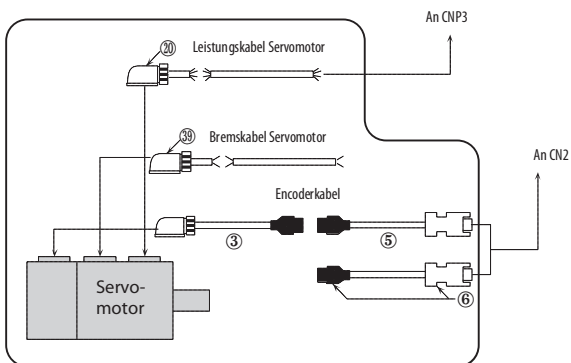 An CNP3
⑳ Leistungskabel Servomotor
㊴ Bremskabel Servomotor
An CN2
Encoderkabel
③ ⑤
⑥
Servo-
motor